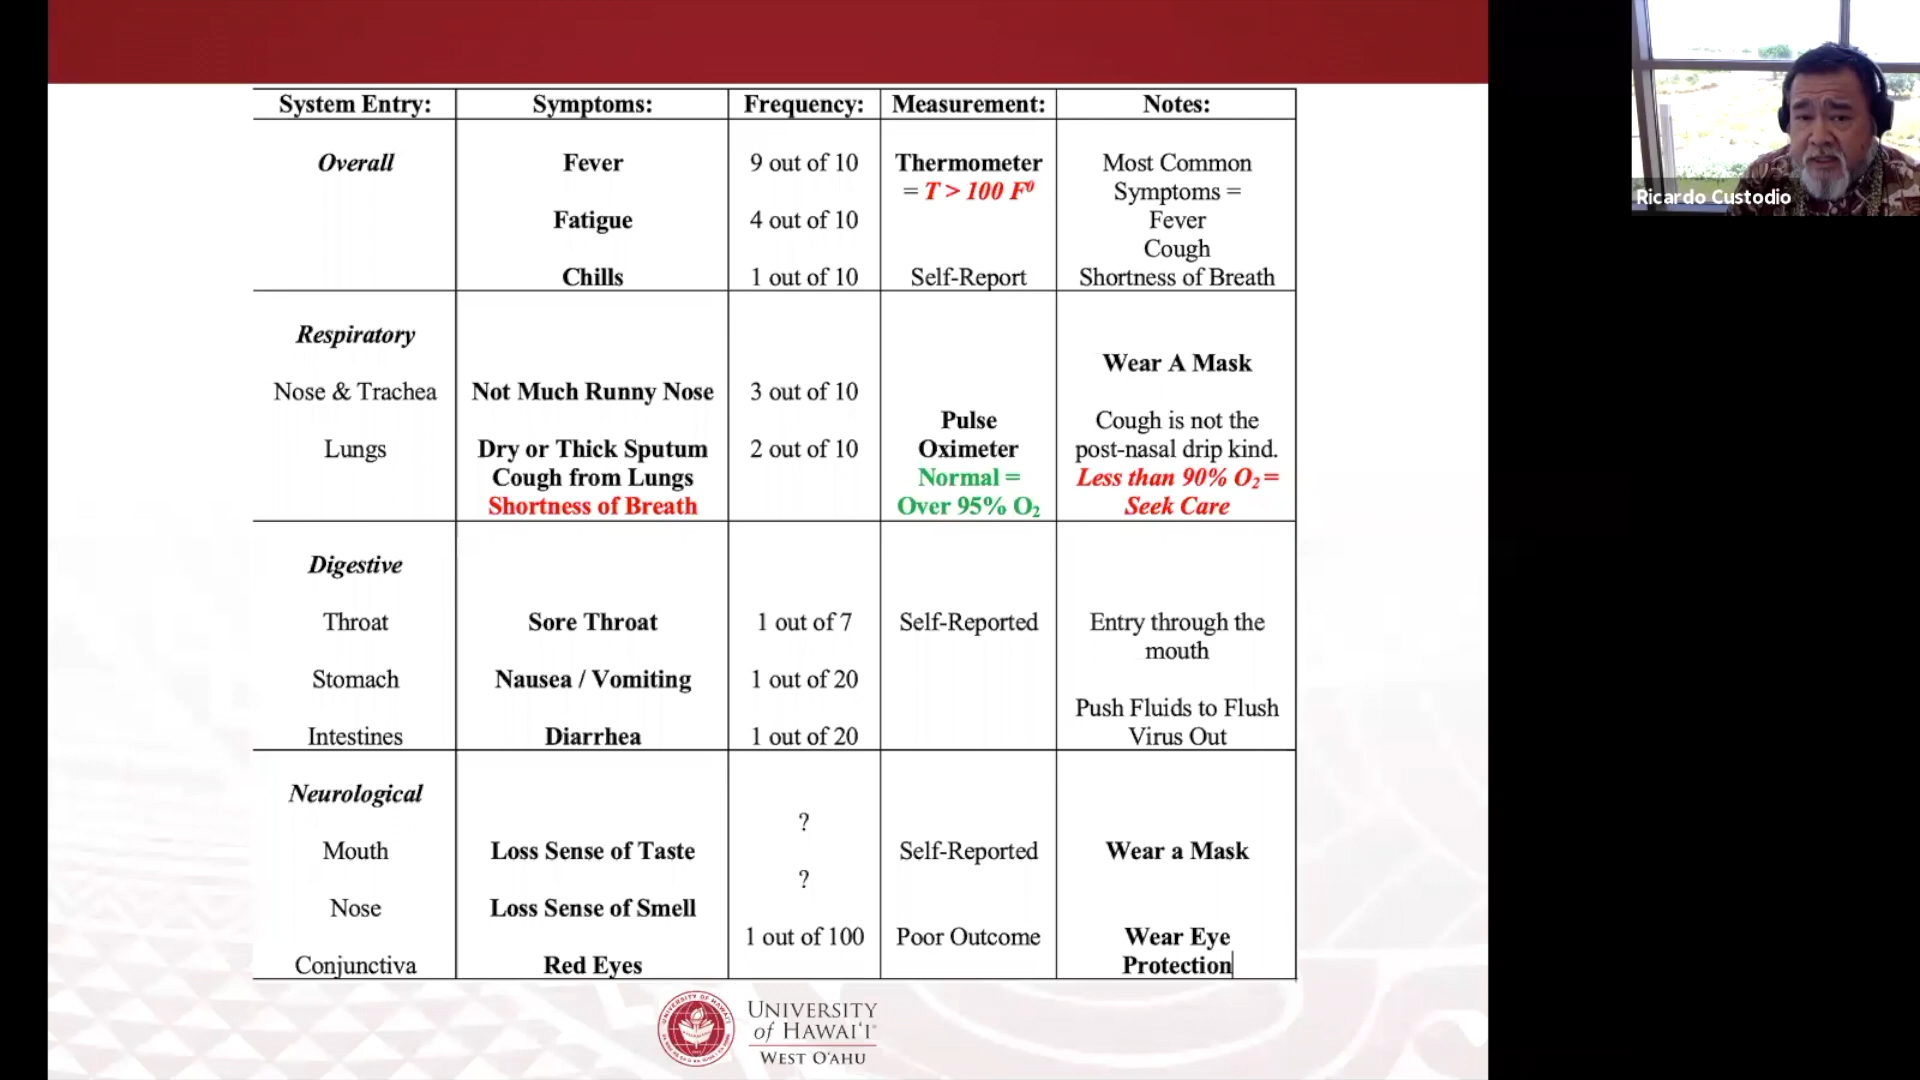 System Entry: Symptoms: Frequency: Measurement: Notes:
Overall Fever 9 out of 10 Thermometer Most Common
= T > 100 F⁰ Symptoms =
Fatigue 4 out of 10 Fever
Cough
Chills 1 out of 10 Self-Report Shortness of Breath
Respiratory
Wear A Mask
Nose & Trachea Not Much Runny Nose 3 out of 10
Pulse Cough is not the
Lungs Dry or Thick Sputum 2 out of 10 Oximeter post-nasal drip kind.
Cough from Lungs Normal = Less than 90% O₂ =
Shortness of Breath Over 95% O₂ Seek Care
Digestive
Throat Sore Throat 1 out of 7 Self-Reported Entry through the
mouth
Stomach Nausea / Vomiting 1 out of 20
Push Fluids to Flush
Intestines Diarrhea 1 out of 20 Virus Out
Neurological
?
Mouth Loss Sense of Taste Self-Reported Wear a Mask
?
Nose Loss Sense of Smell
1 out of 100 Poor Outcome Wear Eye
Conjunctiva Red Eyes Protection
UNIVERSITY
of HAWAIʻI®
WEST OʻAHU
Ricardo Custodio